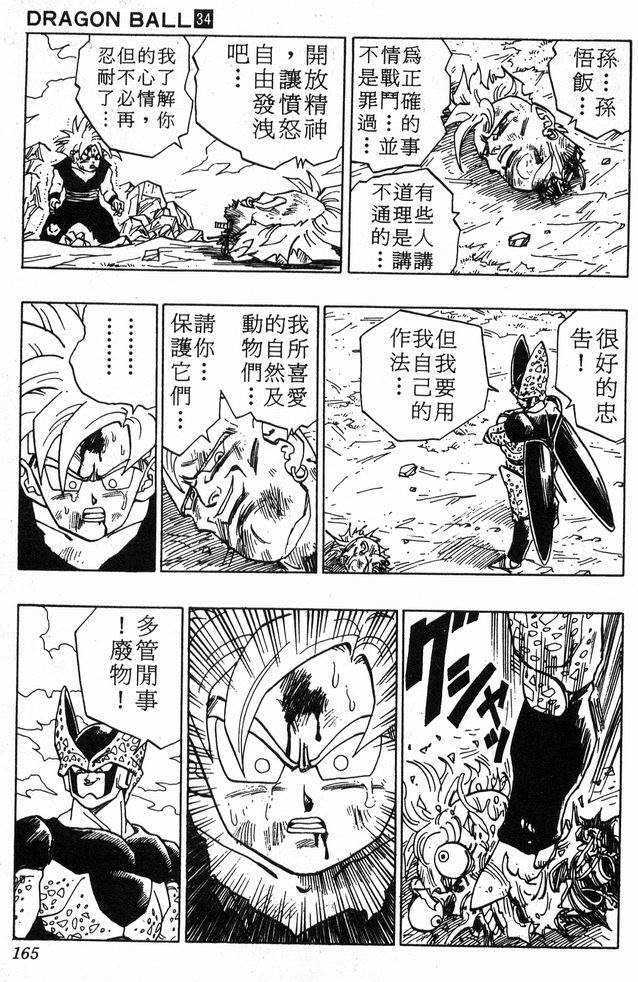 DRAGON BALL 34
孫…孫
悟飯…
為正確的事
情戰鬥…並
不是罪過…
有些人講
道理是講
不通的…
開放精神
，讓憤怒
自由發洩
吧…
我了解你
的心情，
但不必再
忍耐了…
很好的忠
告！
但我要用
我自己的
作法…
我所喜愛
的自然及
動物們…
請你…
保護它們…
………
………
グシャッ
多管閒事
！廢物！
165